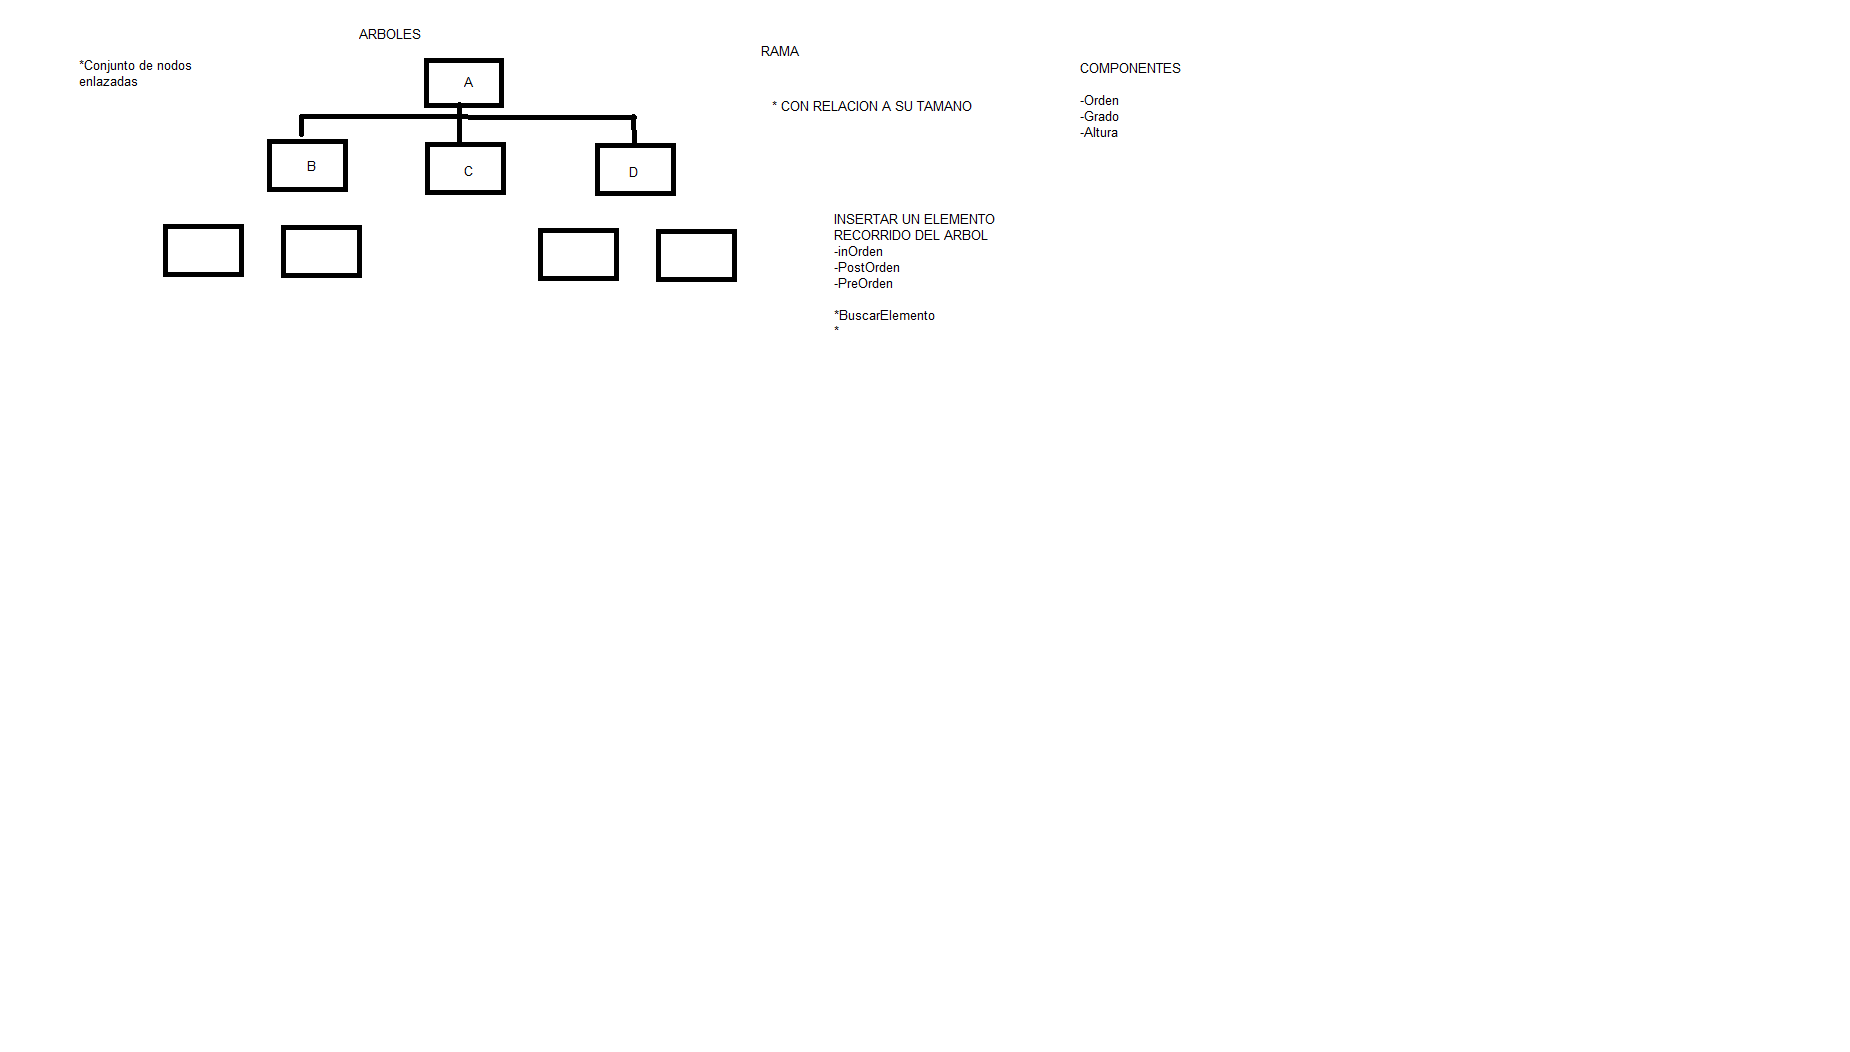 ARBOLES
*Conjunto de nodos
enlazadas
A
B
C
D
RAMA
* CON RELACION A SU TAMANO
COMPONENTES
-Orden
-Grado
-Altura
INSERTAR UN ELEMENTO
RECORRIDO DEL ARBOL
-inOrden
-PostOrden
-PreOrden
*BuscarElemento
*